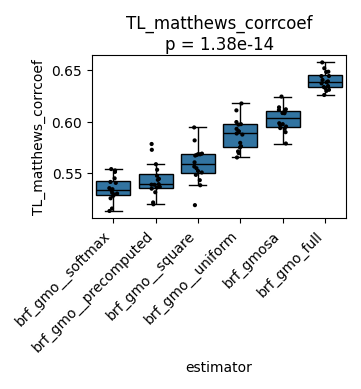 TL_matthews_corrcoef
p = 1.38e-14
TL_matthews_corrcoef
0.65
0.60
0.55
brf_gmo__softmax
brf_gmo__precomputed
brf_gmo__square
brf_gmo__uniform
brf_gmosa
brf_gmo_full
estimator